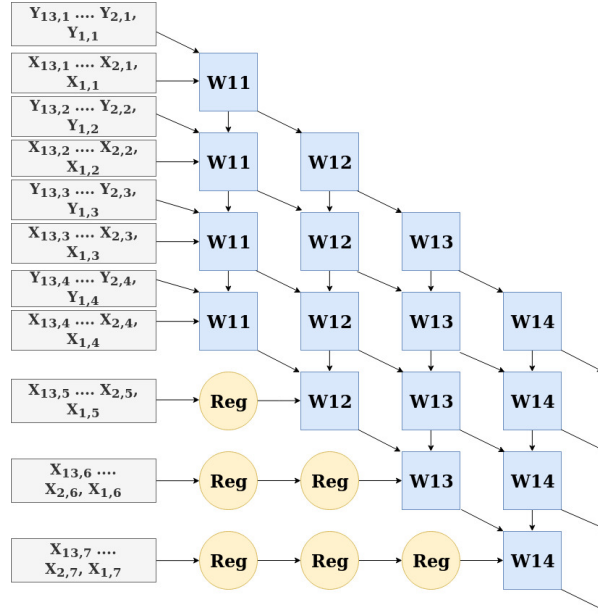 Y13,1 .... Y2,1,
Y1,1
X13,1 .... X2,1,
X1,1
W11
Y13,2 .... Y2,2,
Y1,2
X13,2 .... X2,2,
X1,2
W11 W12
Y13,3 .... Y2,3,
Y1,3
X13,3 .... X2,3,
X1,3
W11 W12 W13
Y13,4 .... Y2,4,
Y1,4
X13,4 .... X2,4,
X1,4
W11 W12 W13 W14
X13,5 .... X2,5,
X1,5
Reg W12 W13 W14
X13,6 ....
X2,6, X1,6
Reg Reg W13 W14
X13,7 ....
X2,7, X1,7
Reg Reg Reg W14